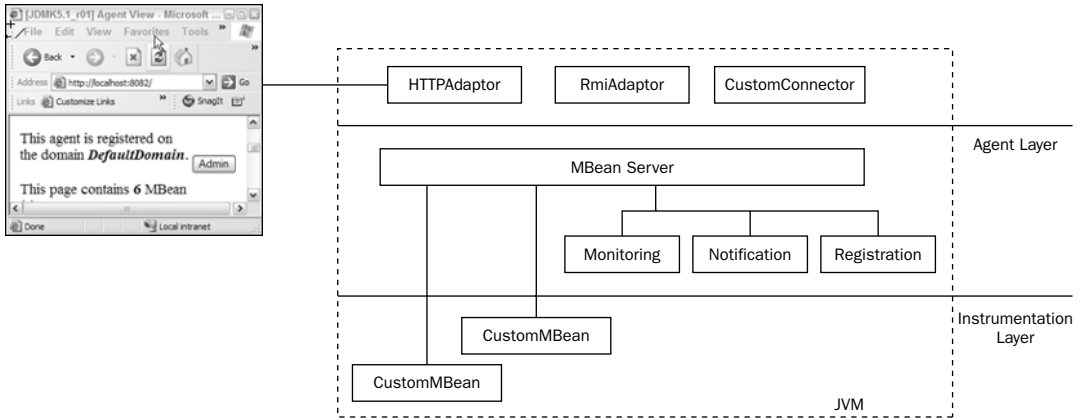 [JDMK5.1_r01] Agent View - Microsoft ...
File Edit View Favorites Tools »
Back »
Address http://localhost:8082/ Go
Links Customize Links » SnagIt
This agent is registered on
the domain DefaultDomain.
Admin
This page contains 6 MBean
Done Local intranet
HTTPAdaptor RmiAdaptor CustomConnector
Agent Layer
MBean Server
Monitoring Notification Registration
Instrumentation
Layer
CustomMBean
CustomMBean
JVM